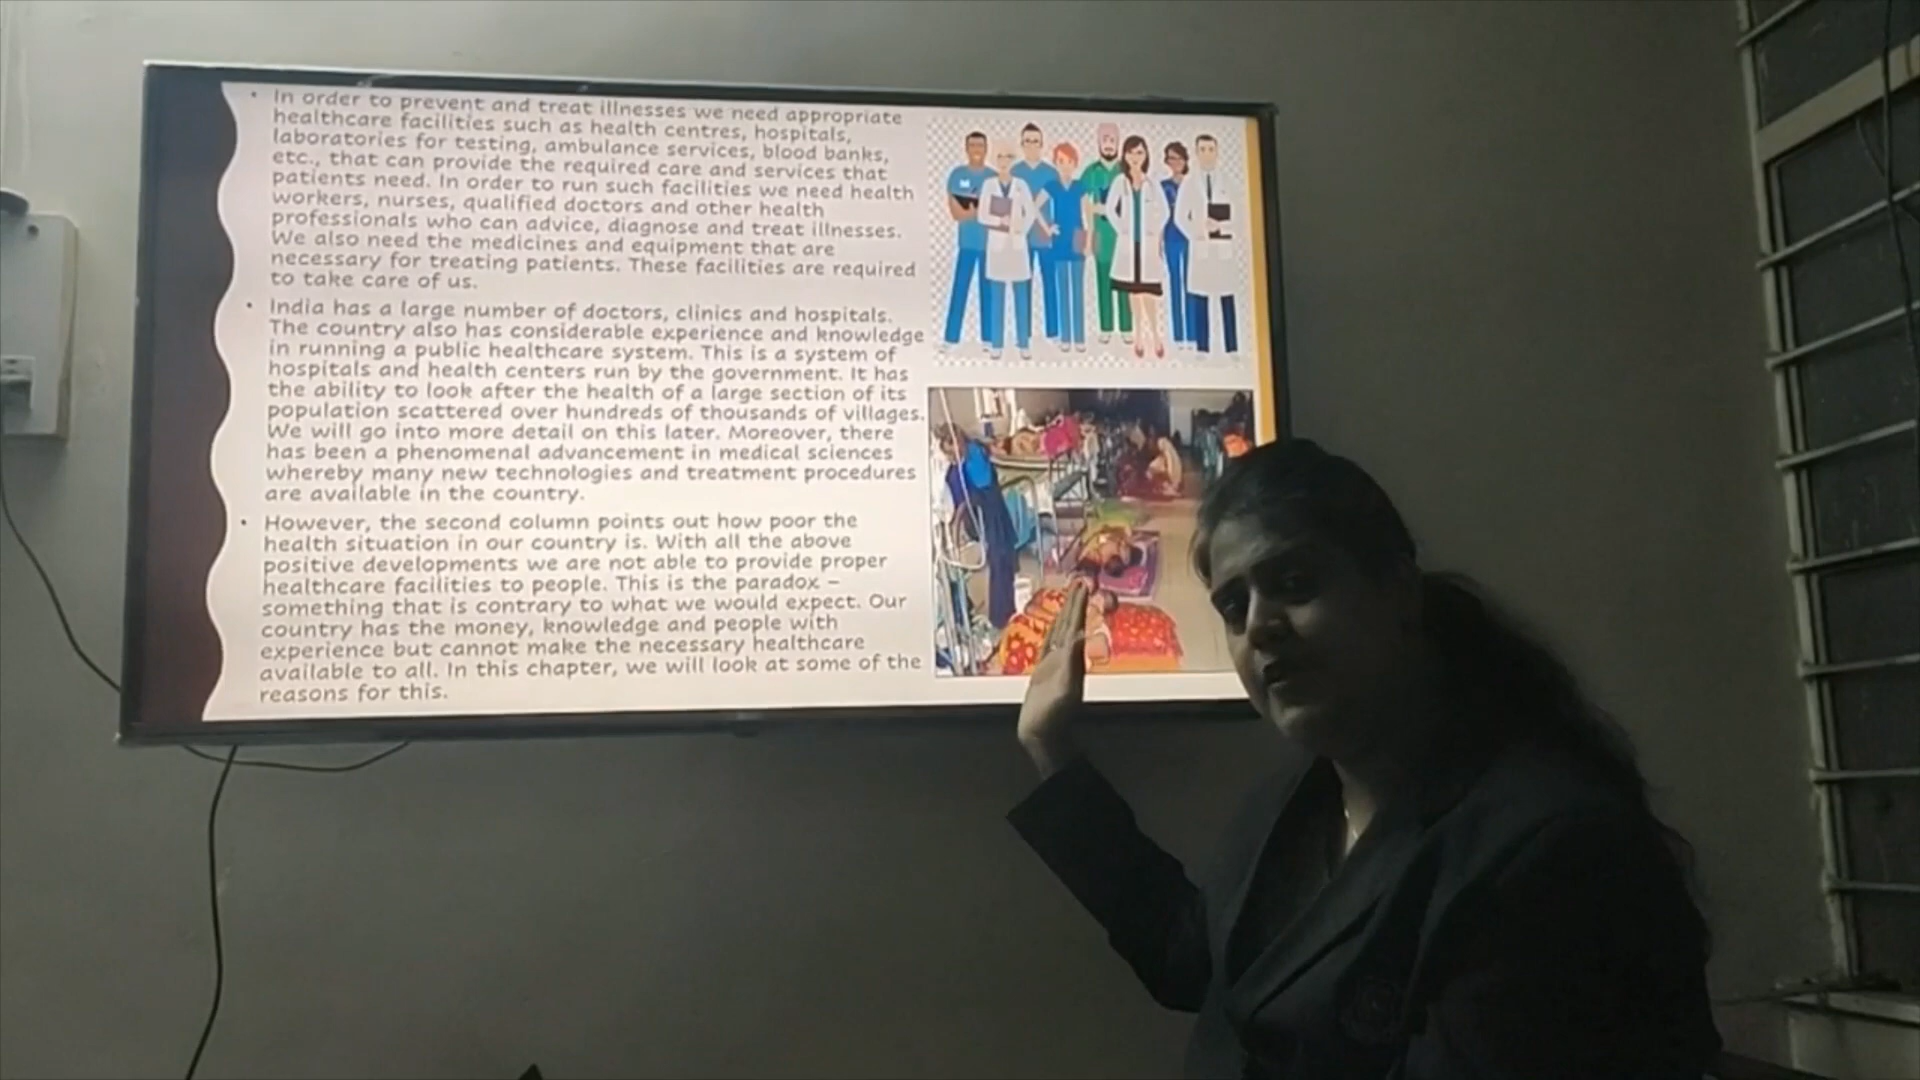 • In order to prevent and treat illnesses we need appropriate
healthcare facilities such as health centres, hospitals,
laboratories for testing, ambulance services, blood banks,
etc., that can provide the required care and services that
patients need. In order to run such facilities we need health
workers, nurses, qualified doctors and other health
professionals who can advice, diagnose and treat illnesses.
We also need the medicines and equipment that are
necessary for treating patients. These facilities are required
to take care of us.
• India has a large number of doctors, clinics and hospitals.
The country also has considerable experience and knowledge
in running a public healthcare system. This is a system of
hospitals and health centers run by the government. It has
the ability to look after the health of a large section of its
population scattered over hundreds of thousands of villages.
We will go into more detail on this later. Moreover, there
has been a phenomenal advancement in medical sciences
whereby many new technologies and treatment procedures
are available in the country.
• However, the second column points out how poor the
health situation in our country is. With all the above
positive developments we are not able to provide proper
healthcare facilities to people. This is the paradox –
something that is contrary to what we would expect. Our
country has the money, knowledge and people with
experience but cannot make the necessary healthcare
available to all. In this chapter, we will look at some of the
reasons for this.